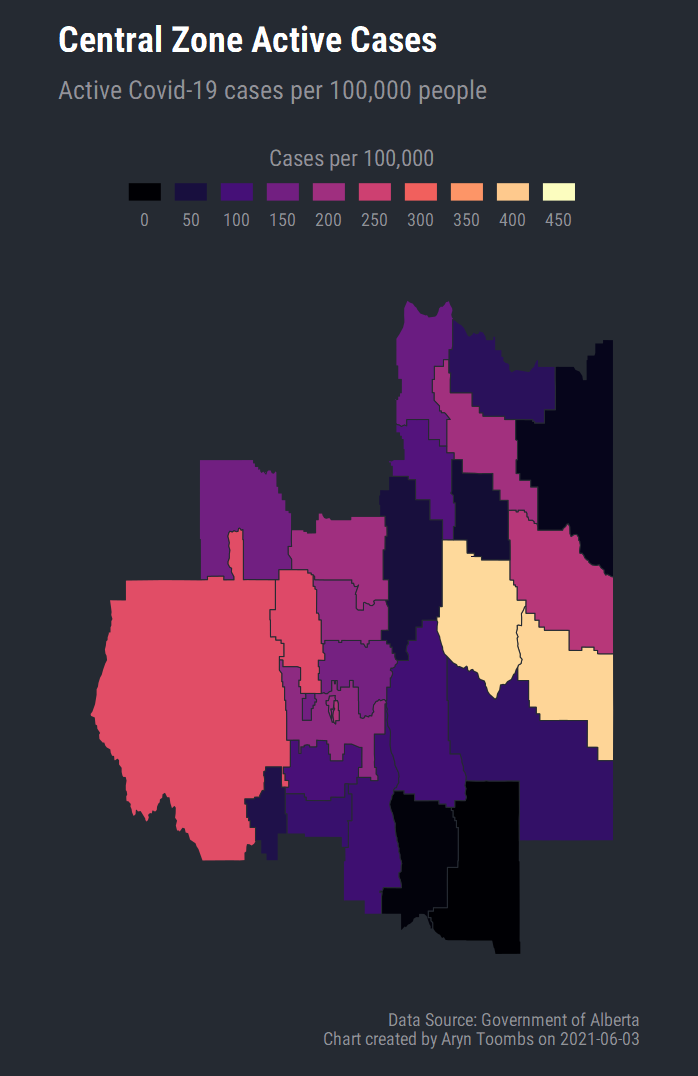 Central Zone Active Cases
Active Covid-19 cases per 100,000 people
Cases per 100,000
0 50 100 150 200 250 300 350 400 450
Data Source: Government of Alberta
Chart created by Aryn Toombs on 2021-06-03